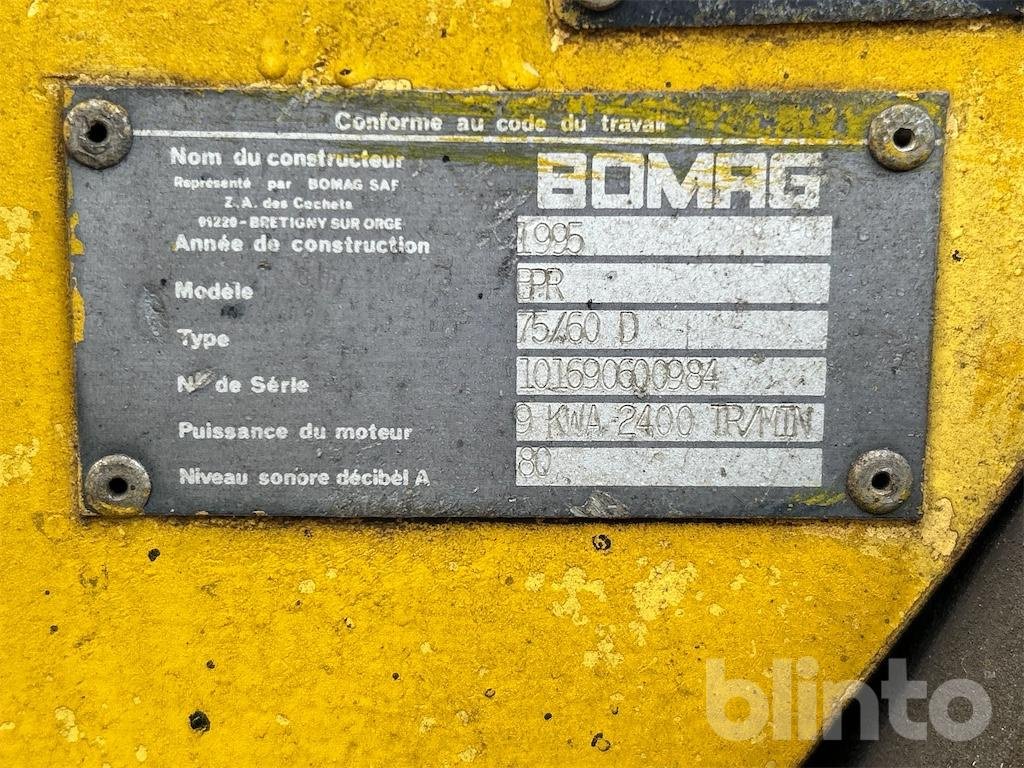 Conforme au code du travail
Nom du constructeur BOMAG
Représenté par BOMAG SAF
Z.A. des Cochets
91220-BRETIGNY SUR ORGE
Année de construction 1995
Modèle BPR
Type 75/60 D
N° de Série 101690600984
Puissance du moteur 9 KWA 2400 TR/MIN
Niveau sonore décibel A 80
blinto™